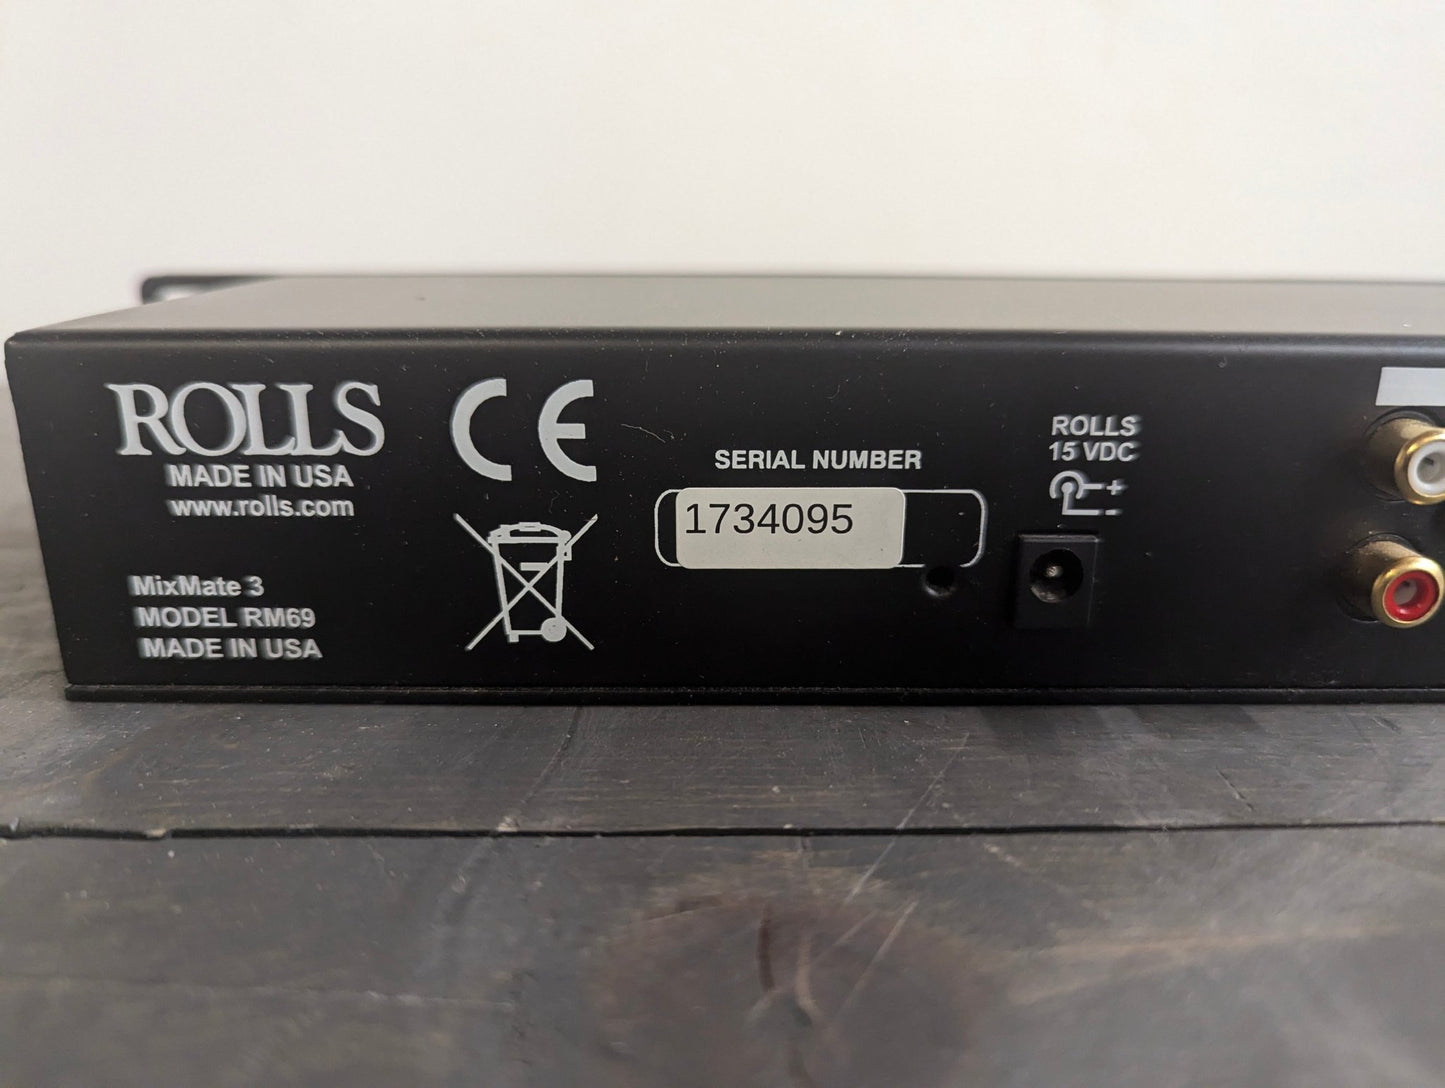 ROLLS
MADE IN USA
www.rolls.com
MixMate 3
MODEL RM69
MADE IN USA
CE
SERIAL NUMBER
1734095
ROLLS
15 VDC
+
-